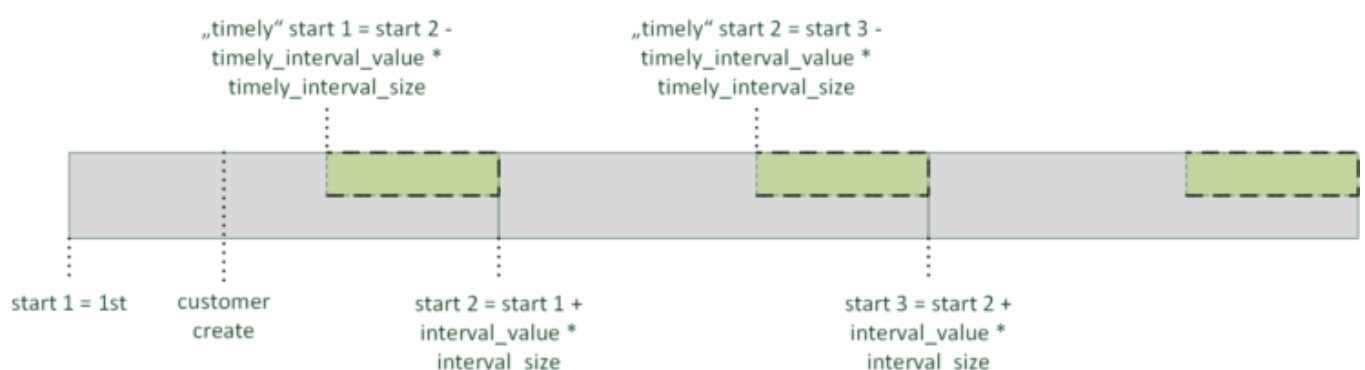 „timely“ start 1 = start 2 -
timely_interval_value *
timely_interval_size
„timely“ start 2 = start 3 -
timely_interval_value *
timely_interval_size
start 1 = 1st
customer
create
start 2 = start 1 +
interval_value *
interval_size
start 3 = start 2 +
interval_value *
interval_size